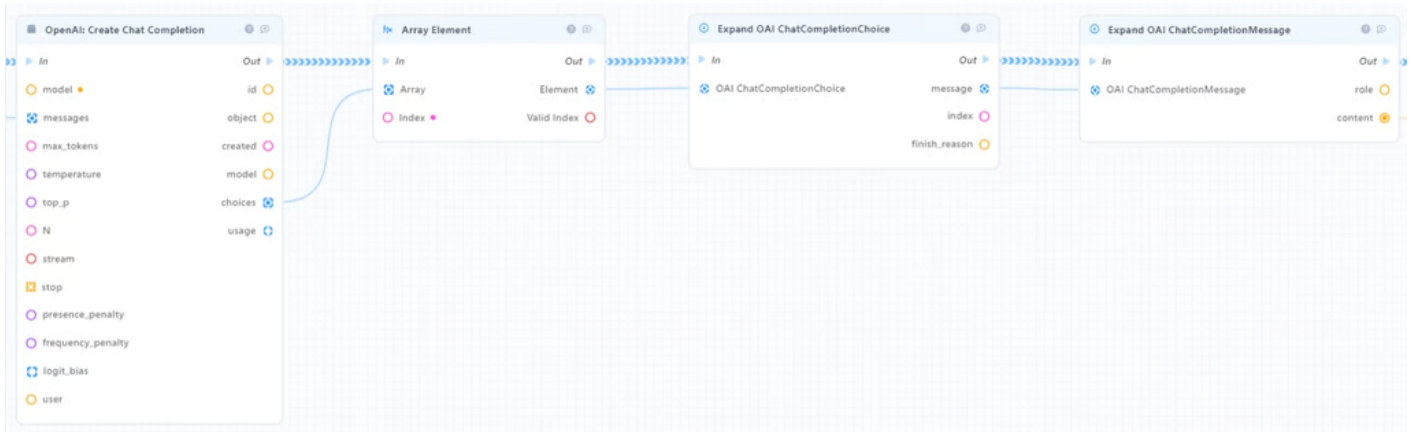 OpenAI: Create Chat Completion
In Out
model id
messages object
max_tokens created
temperature model
top_p choices
N usage
stream
stop
presence_penalty
frequency_penalty
logit_bias
user
Array Element
In Out
Array Element
Index Valid Index
Expand OAI ChatCompletionChoice
In Out
OAI ChatCompletionChoice message
index
finish_reason
Expand OAI ChatCompletionMessage
In Out
OAI ChatCompletionMessage role
content